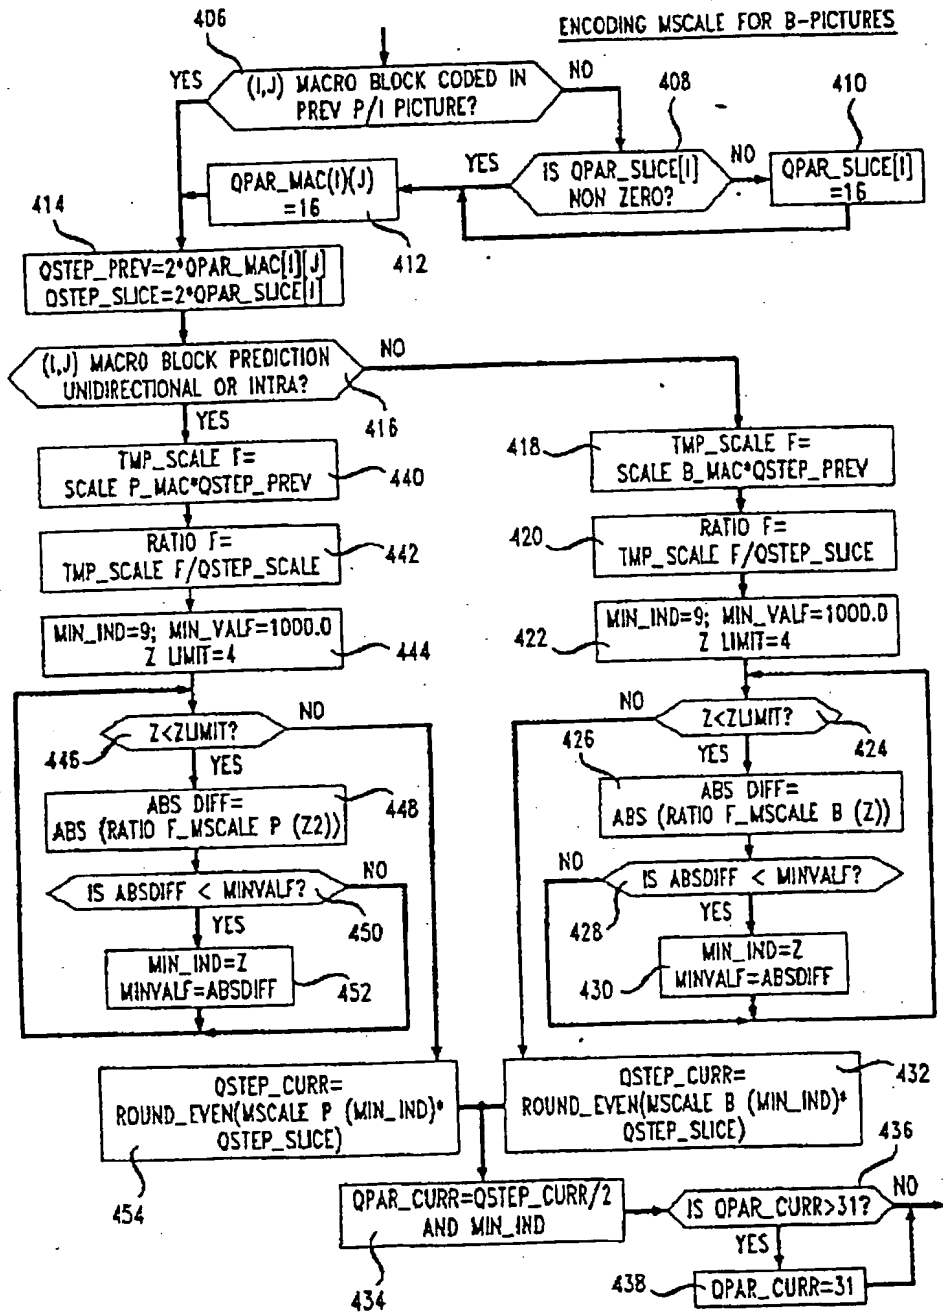 ENCODING MSCALE FOR B-PICTURES
406
YES
(I,J) MACRO BLOCK CODED IN
PREV P/I PICTURE?
NO
408
410
YES
IS QPAR_SLICE[I]
NON ZERO?
NO
QPAR_SLICE[I]
=16
QPAR_MAC(I)(J)
=16
412
414
QSTEP_PREV=2*QPAR_MAC[I][J]
QSTEP_SLICE=2*QPAR_SLICE[I]
(I,J) MACRO BLOCK PREDICTION
UNIDIRECTIONAL OR INTRA?
NO
416
YES
TMP_SCALE F=
SCALE P_MAC*QSTEP_PREV
440
418
TMP_SCALE F=
SCALE B_MAC*QSTEP_PREV
RATIO F=
TMP_SCALE F/QSTEP_SCALE
442
420
RATIO F=
TMP_SCALE F/QSTEP_SLICE
MIN_IND=9; MIN_VALF=1000.0
Z LIMIT=4
444
422
MIN_IND=9; MIN_VALF=1000.0
Z LIMIT=4
Z<ZLIMIT?
NO
446
YES
NO
Z<ZLIMIT?
424
426
YES
ABS DIFF=
ABS (RATIO F_MSCALE P (Z2))
448
ABS DIFF=
ABS (RATIO F_MSCALE B (Z))
IS ABSDIFF < MINVALF?
NO
450
YES
NO
IS ABSDIFF < MINVALF?
428
YES
MIN_IND=Z
MINVALF=ABSDIFF
452
430
MIN_IND=Z
MINVALF=ABSDIFF
QSTEP_CURR=
ROUND_EVEN(MSCALE P (MIN_IND)*
QSTEP_SLICE)
454
QSTEP_CURR=
ROUND_EVEN(MSCALE B (MIN_IND)*
QSTEP_SLICE)
432
436
QPAR_CURR=QSTEP_CURR/2
AND MIN_IND
434
IS QPAR_CURR>31?
NO
YES
438
QPAR_CURR=31